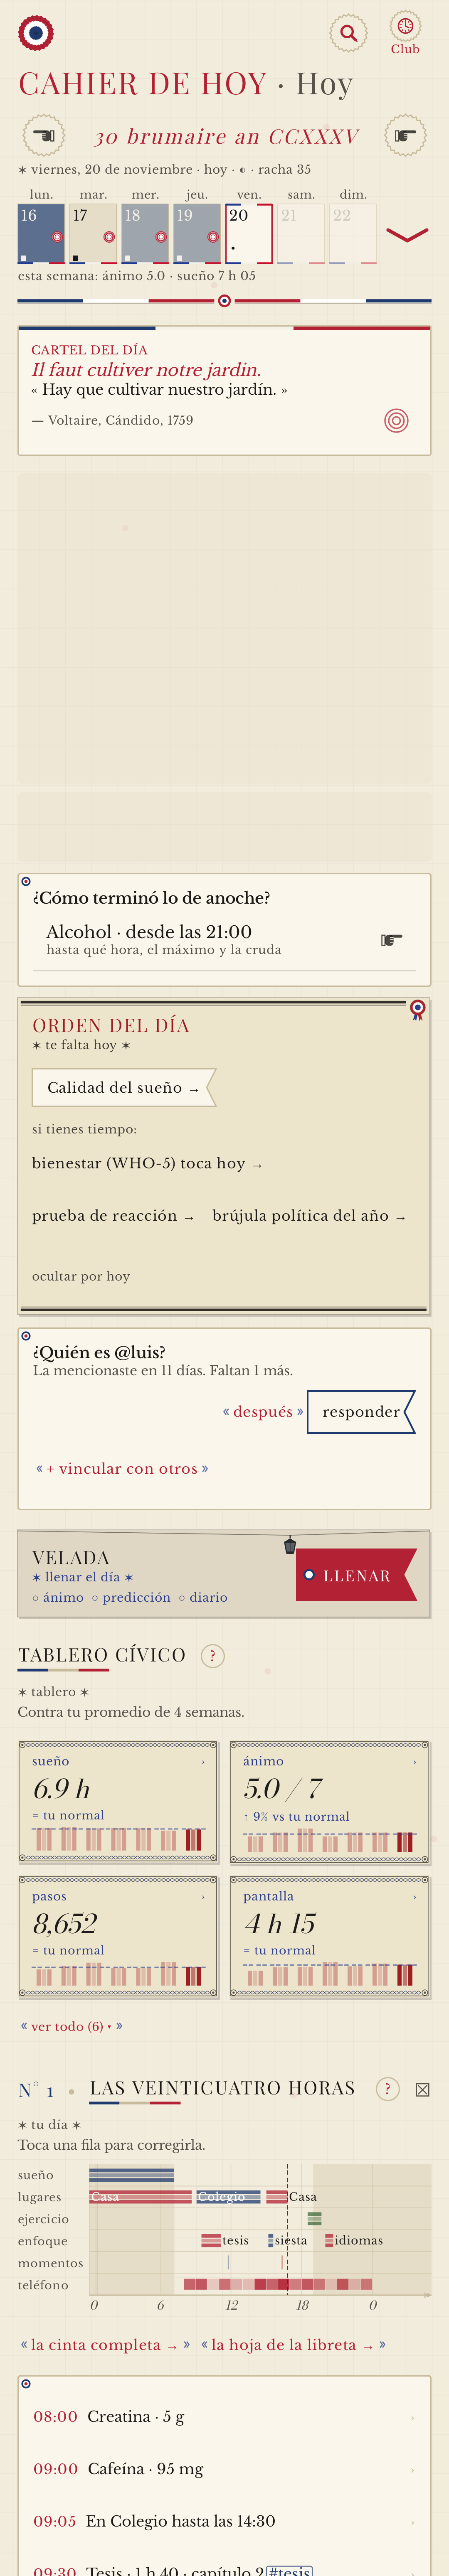 Club
CAHIER DE HOY · Hoy
30 brumaire an CCXXXV
✶ viernes, 20 de noviembre · hoy · racha 35
lun. mar. mer. jeu. ven. sam. dim.
16 17 18 19 20 21 22
esta semana: ánimo 5.0 · sueño 7 h 05
CARTEL DEL DÍA
Il faut cultiver notre jardin.
« Hay que cultivar nuestro jardín. »
— Voltaire, Cándido, 1759
¿Cómo terminó lo de anoche?
Alcohol · desde las 21:00
hasta qué hora, el máximo y la cruda
ORDEN DEL DÍA
✶ te falta hoy ✶
Calidad del sueño →
si tienes tiempo:
bienestar (WHO-5) toca hoy →
prueba de reacción → brújula política del año →
ocultar por hoy
¿Quién es @luis?
La mencionaste en 11 días. Faltan 1 más.
« después » responder
« + vincular con otros »
VELADA
✶ llenar el día ✶
○ ánimo ○ predicción ○ diario
LLENAR
TABLERO CÍVICO ?
✶ tablero ✶
Contra tu promedio de 4 semanas.
sueño ›
6.9 h
= tu normal
ánimo ›
5.0 / 7
↑ 9% vs tu normal
pasos ›
8,652
= tu normal
pantalla ›
4 h 15
= tu normal
« ver todo (6) ▾ »
N° 1 • LAS VEINTICUATRO HORAS ?
✶ tu día ✶
Toca una fila para corregirla.
sueño
lugares Casa Colegio Casa
ejercicio
enfoque tesis siesta idiomas
momentos
teléfono
0 6 12 18 0
« la cinta completa → » « la hoja de la libreta → »
08:00 Creatina · 5 g ›
09:00 Cafeína · 95 mg ›
09:05 En Colegio hasta las 14:30
09:30 Tesis · 1 h 40 · capítulo 2 #tesis